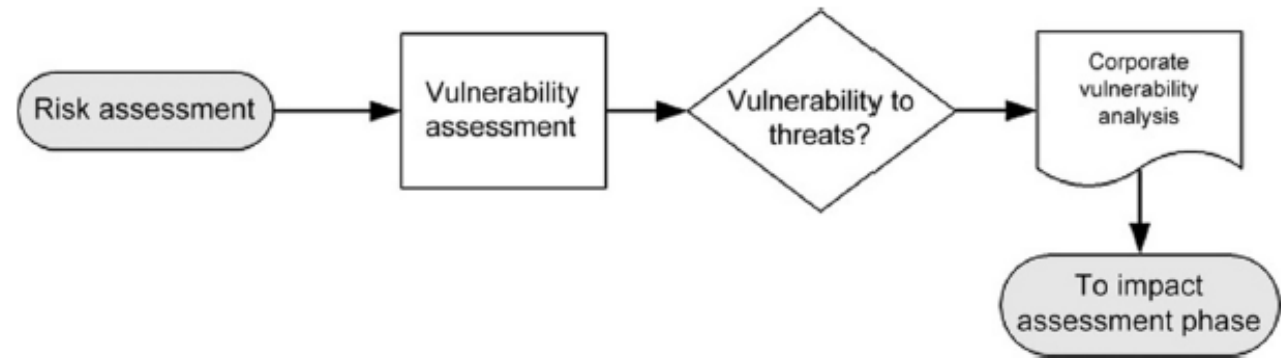 Risk assessment
Vulnerability
assessment
Vulnerability to
threats?
Corporate
vulnerability
analysis
To impact
assessment phase